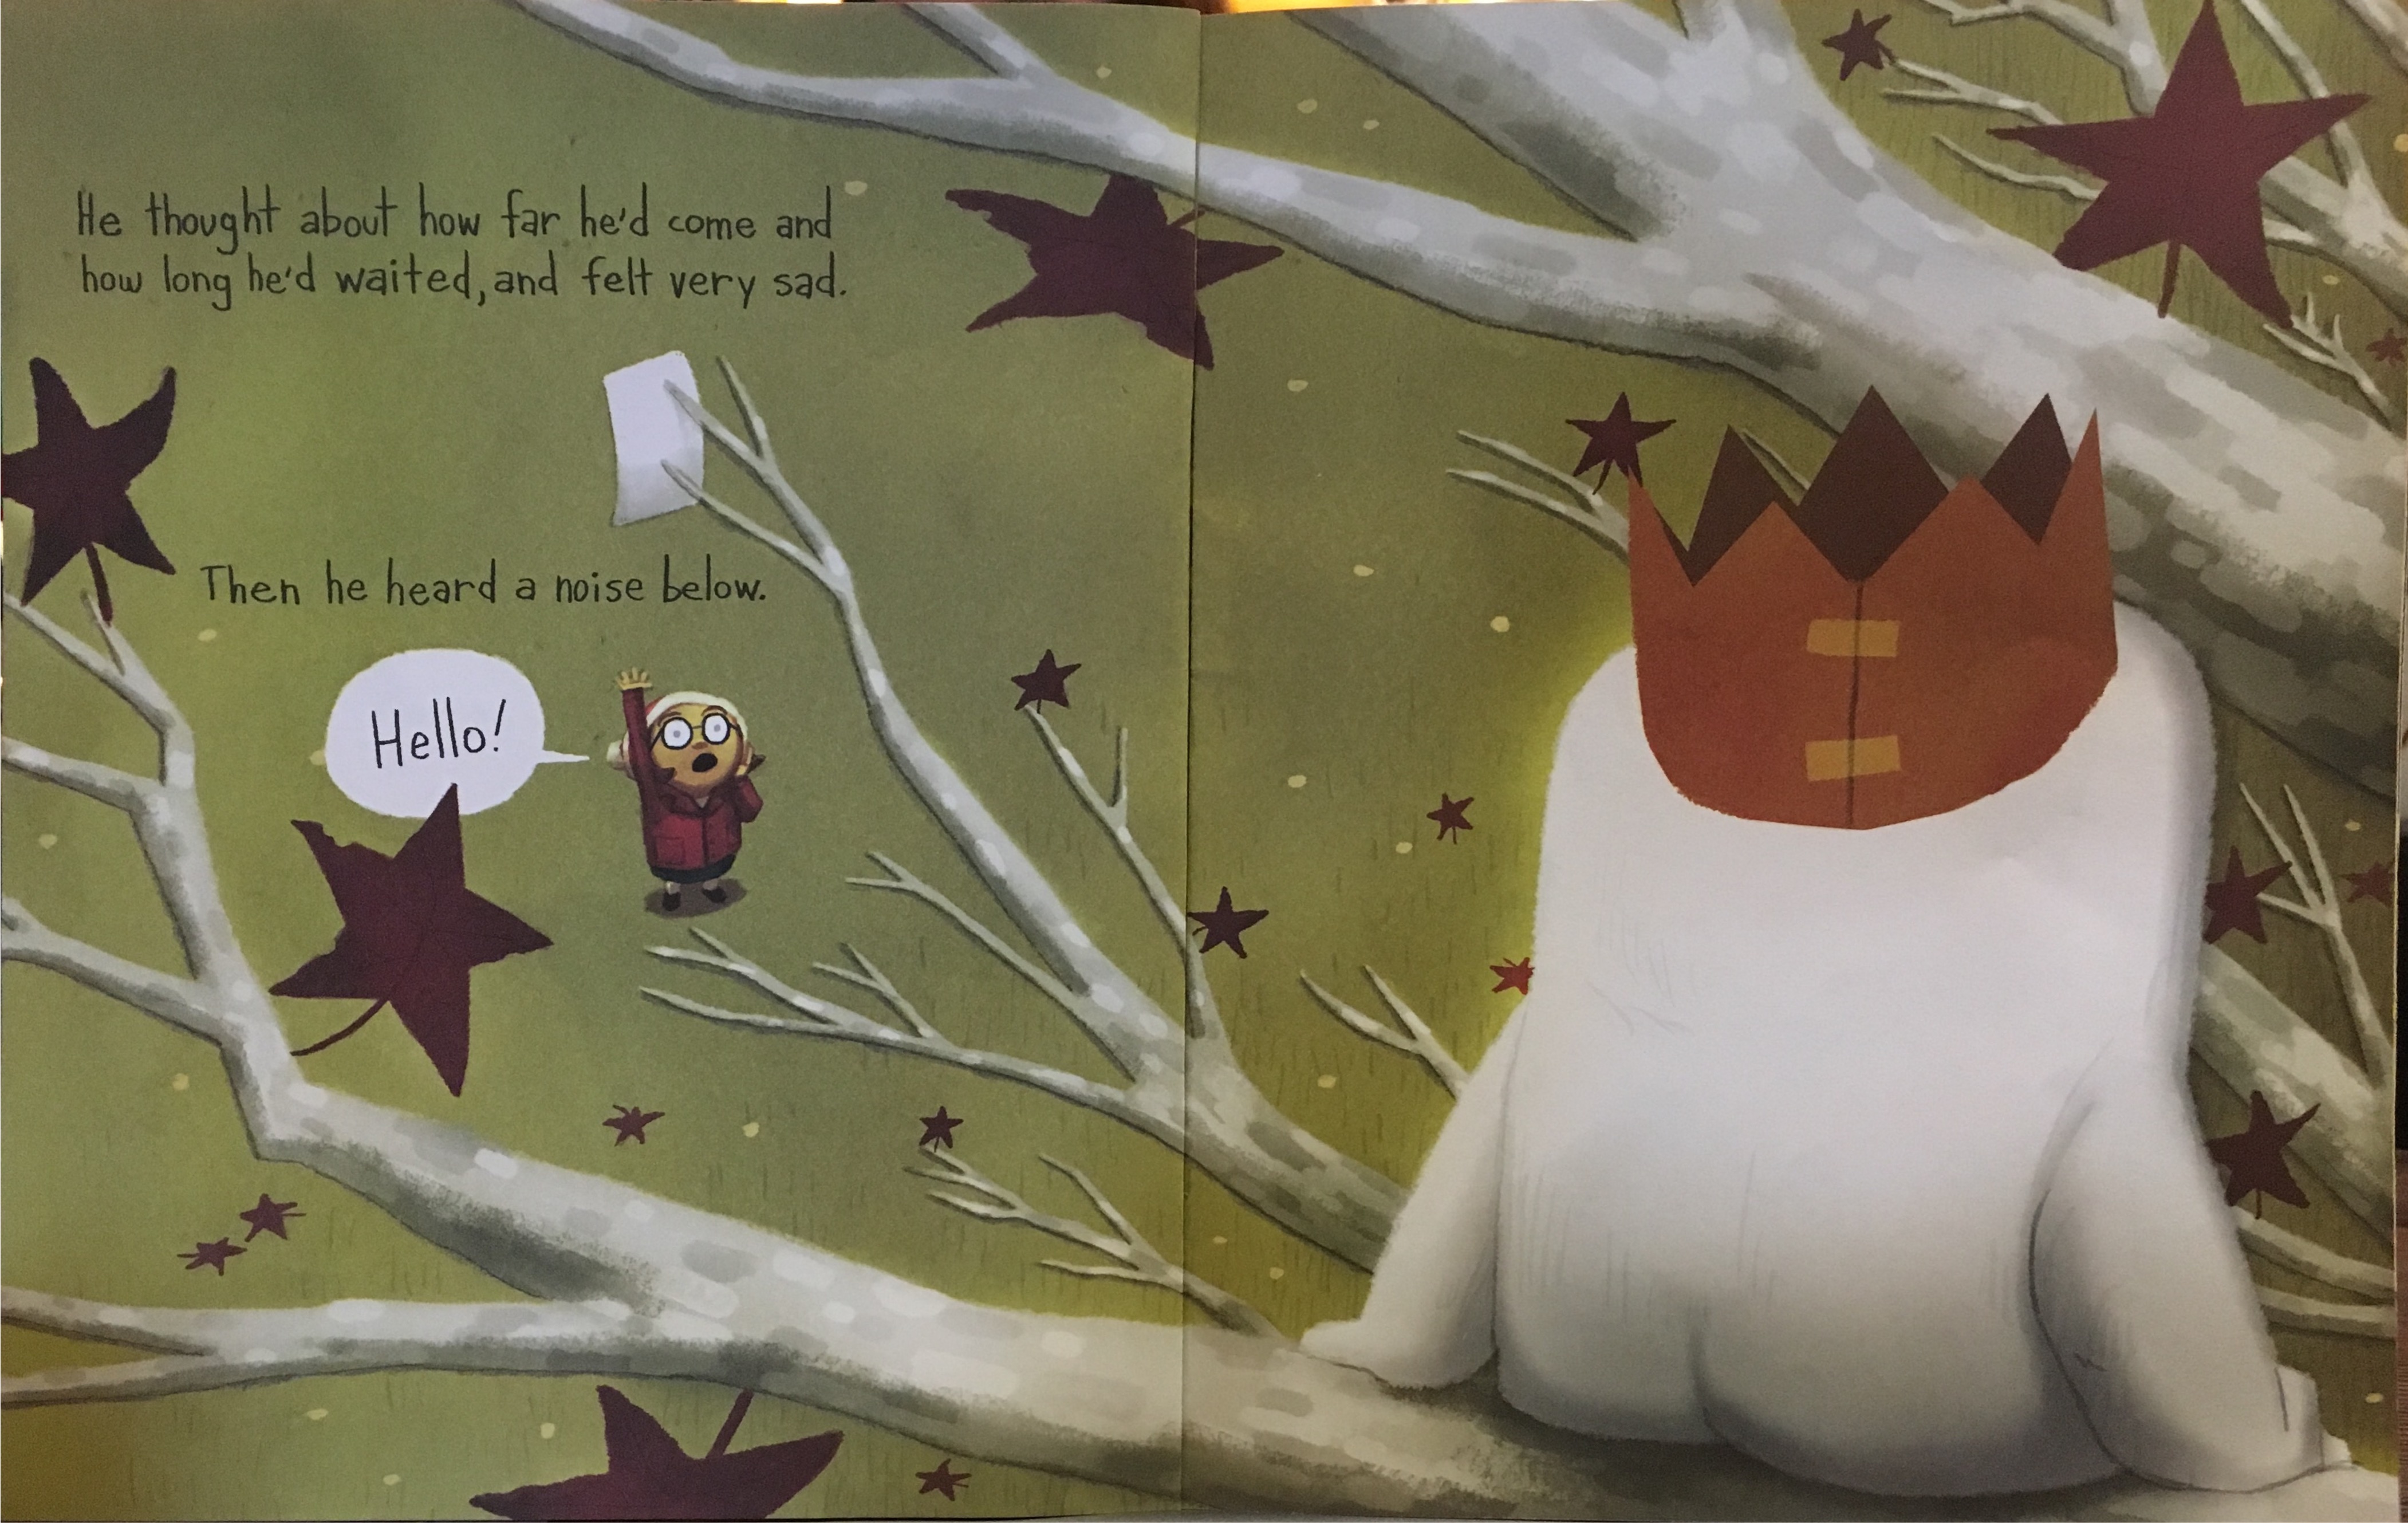 He thought about how far he'd come and
how long he'd waited, and felt very sad.
Then he heard a noise below.
Hello!